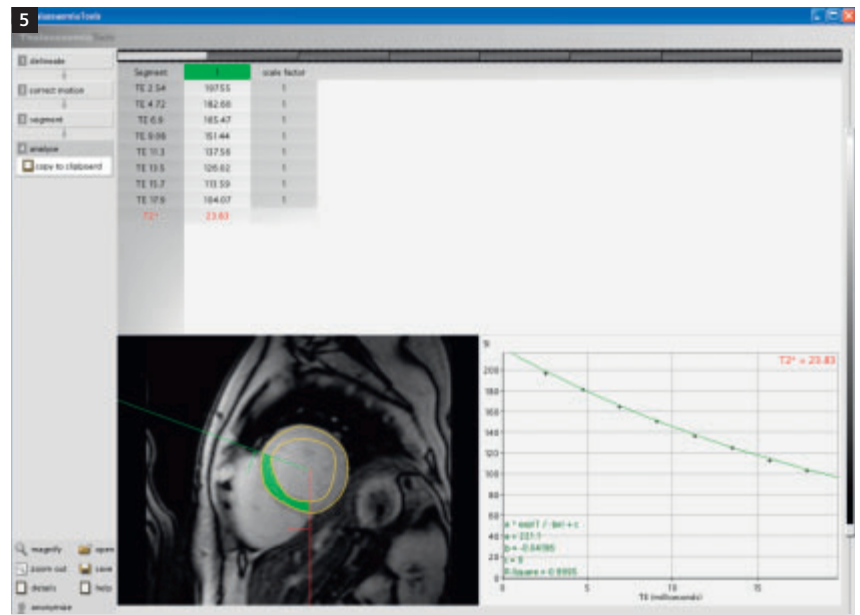 5
ThalassaemiaTools
ThalassaemiaTools
delineate
correct motion
segment
analyse
copy to clipboard
Segment 1 scale factor
TE 2.54 197.55 1
TE 4.72 182.66 1
TE 6.9 165.47 1
TE 9.08 151.44 1
TE 11.3 137.56 1
TE 13.5 126.02 1
TE 15.7 113.59 1
TE 17.9 104.07 1
T2* 23.83
SI
T2* = 23.83
200
180
160
140
120
100
80
60
40
20
0
a = 221.1
c = 0
R-Square = 0.9995
0 5 10 15
TE (milliseconds)
magnify open
zoom out save
details help
anonymise